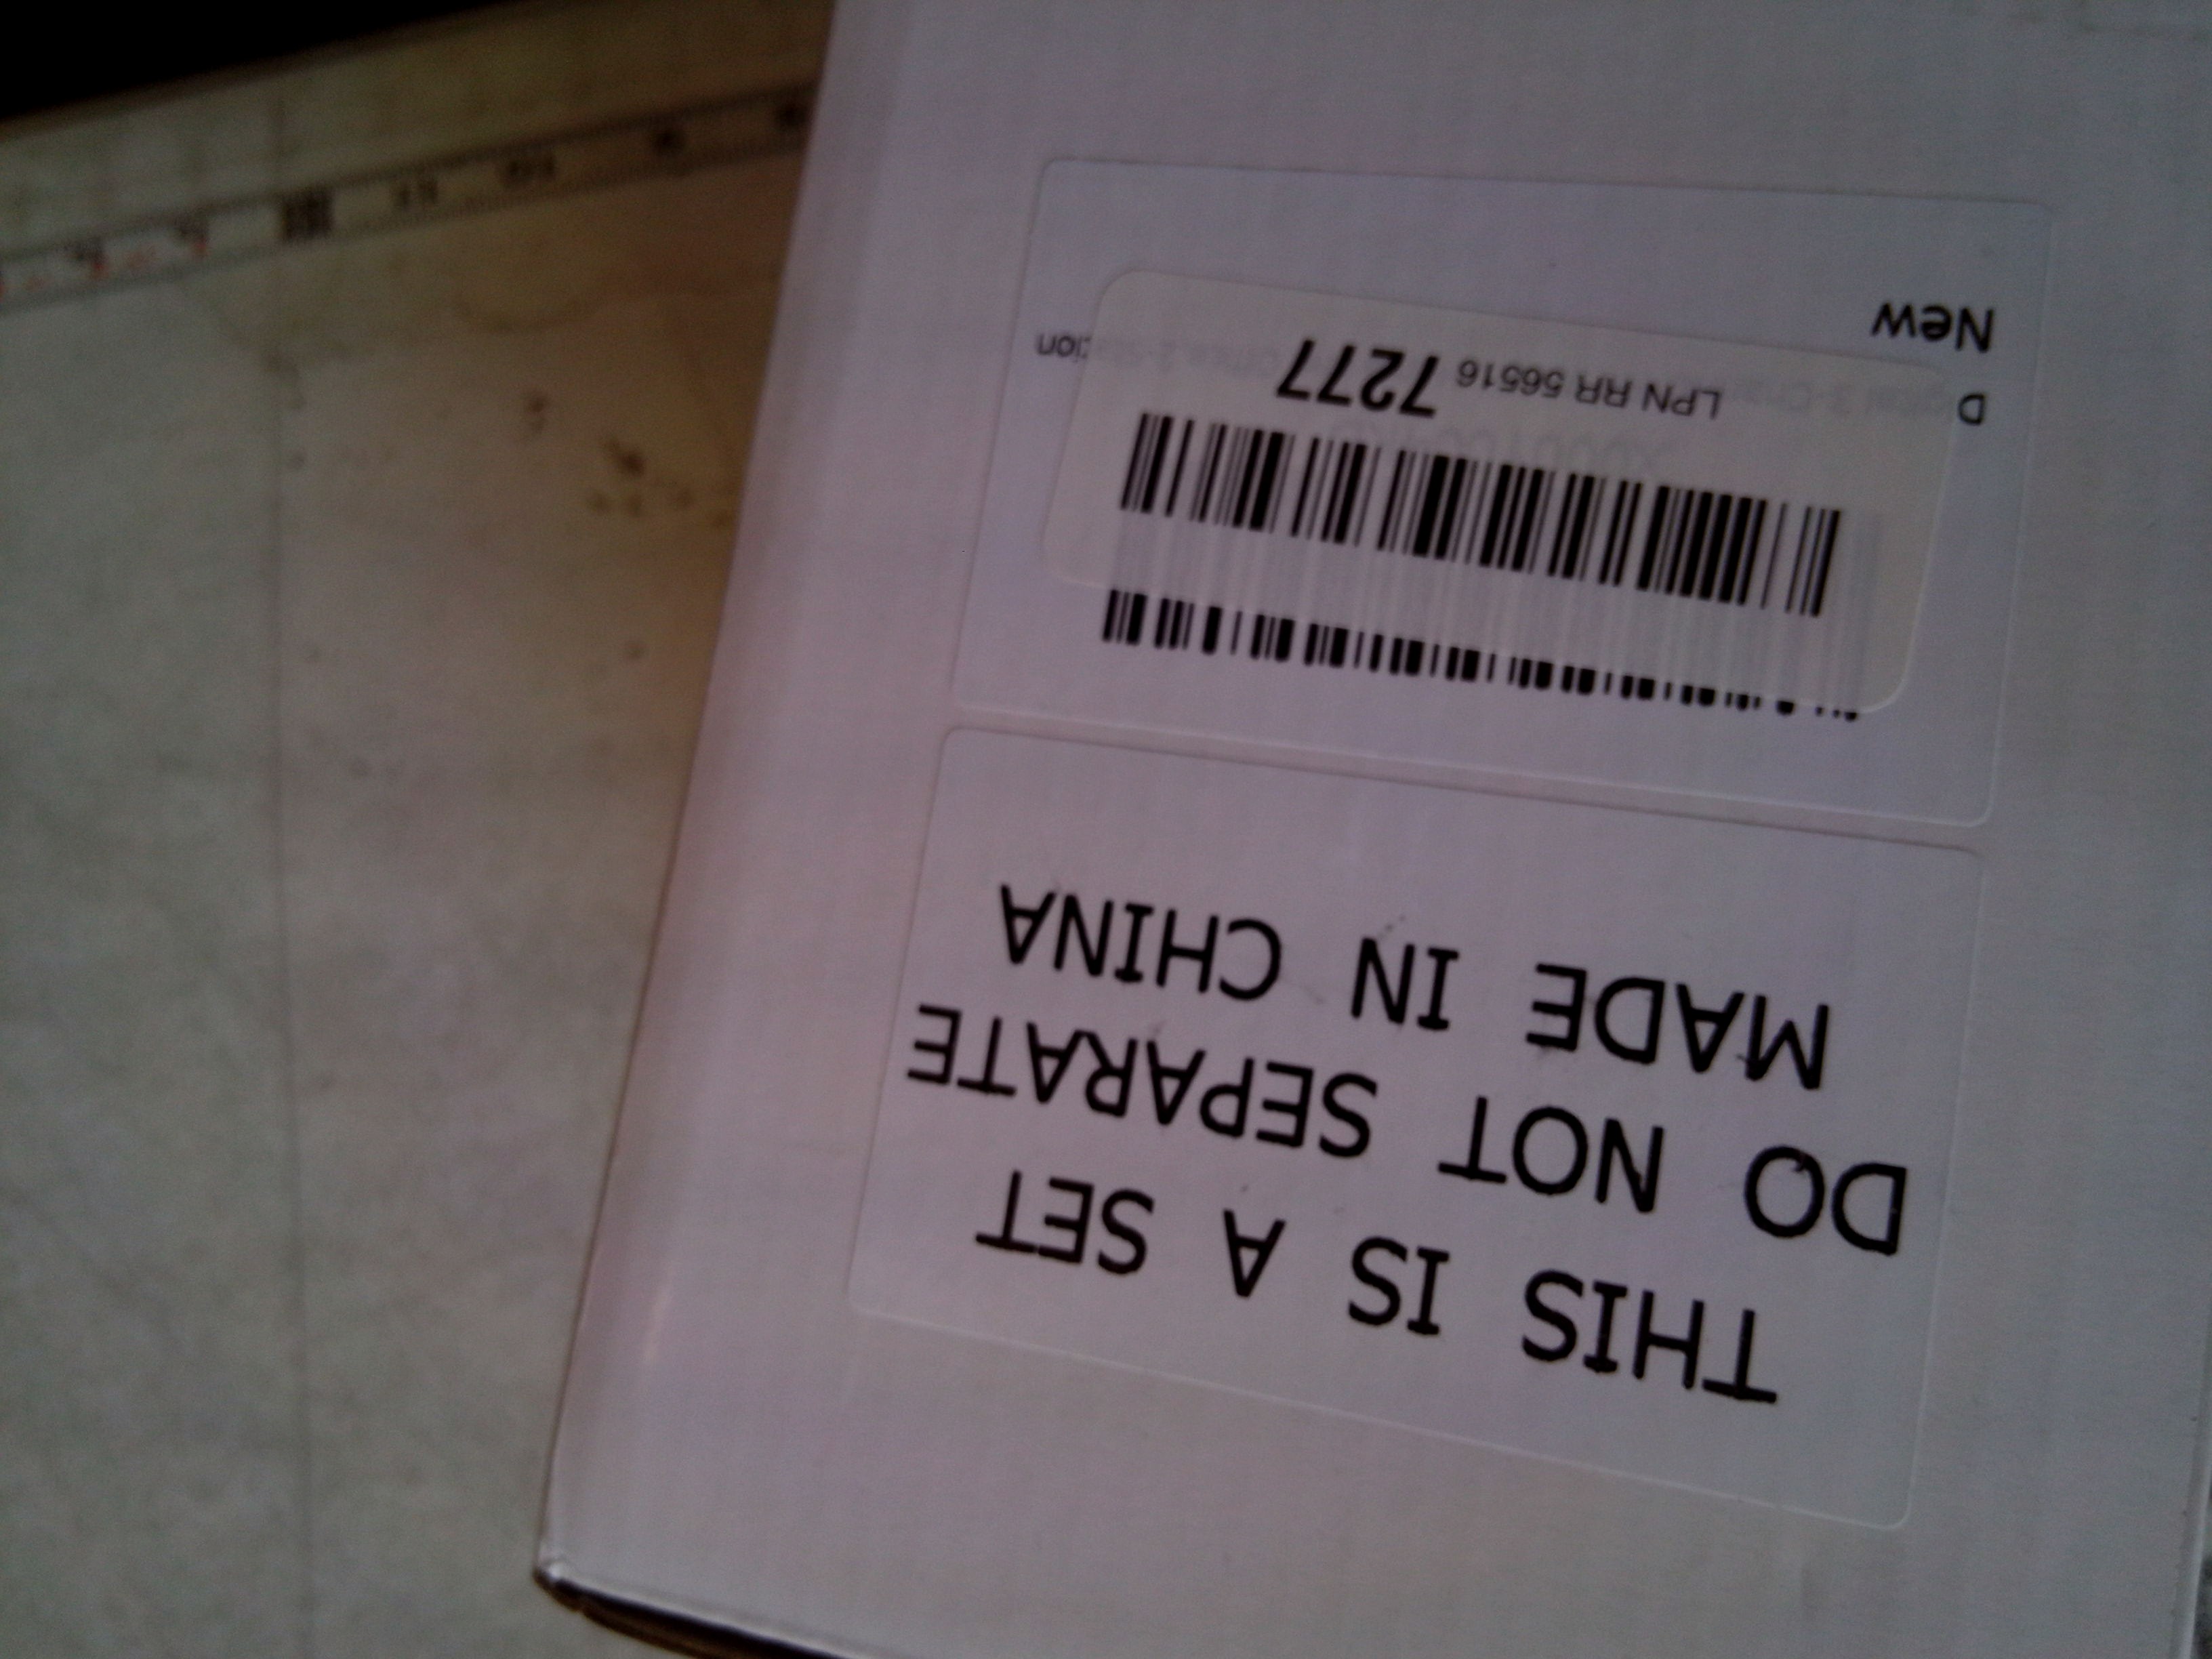 THIS IS A SET
DO NOT SEPARATE
MADE IN CHINA
LPN RR 56516 7277
New